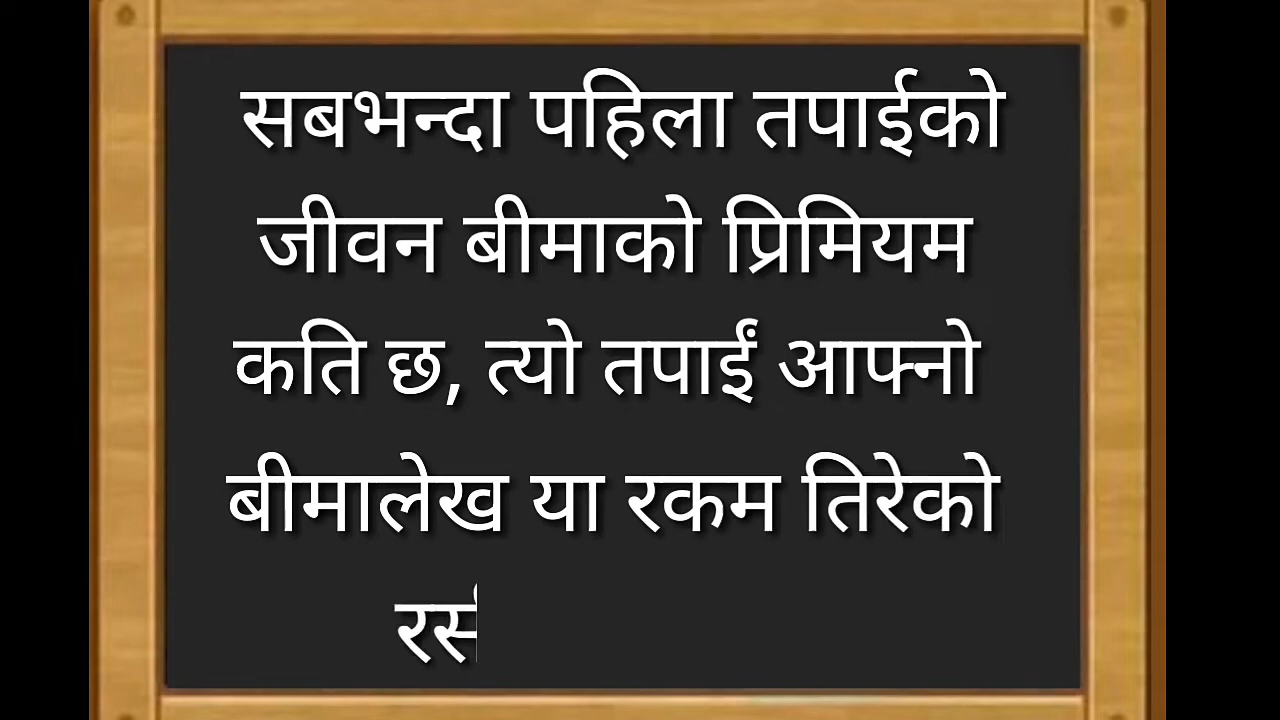 सबभन्दा पहिला तपाईको
जीवन बीमाको प्रिमियम
कति छ, त्यो तपाईं आफ्नो
बीमालेख या रकम तिरेको